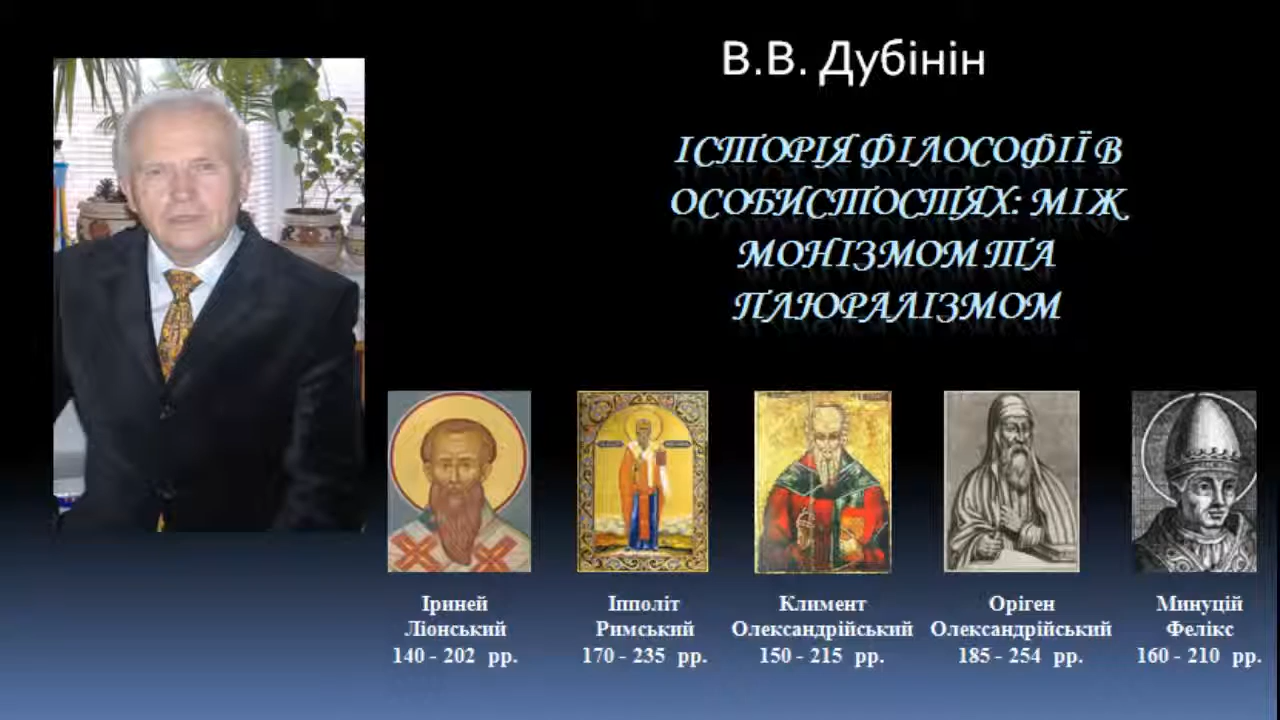 В.В. Дубінін
ІСТОРІЯ ФІЛОСОФІЇ В
ОСОБИСТОСТЯХ: МІЖ
МОНІЗМОМ ТА
ПЛЮРАЛІЗМОМ
Іриней
Ліонський
140 - 202 рр.
Іпполіт
Римський
170 - 235 рр.
Климент
Олександрійський
150 - 215 рр.
Оріген
Олександрійський
185 - 254 рр.
Минуцій
Фелікс
160 - 210 рр.